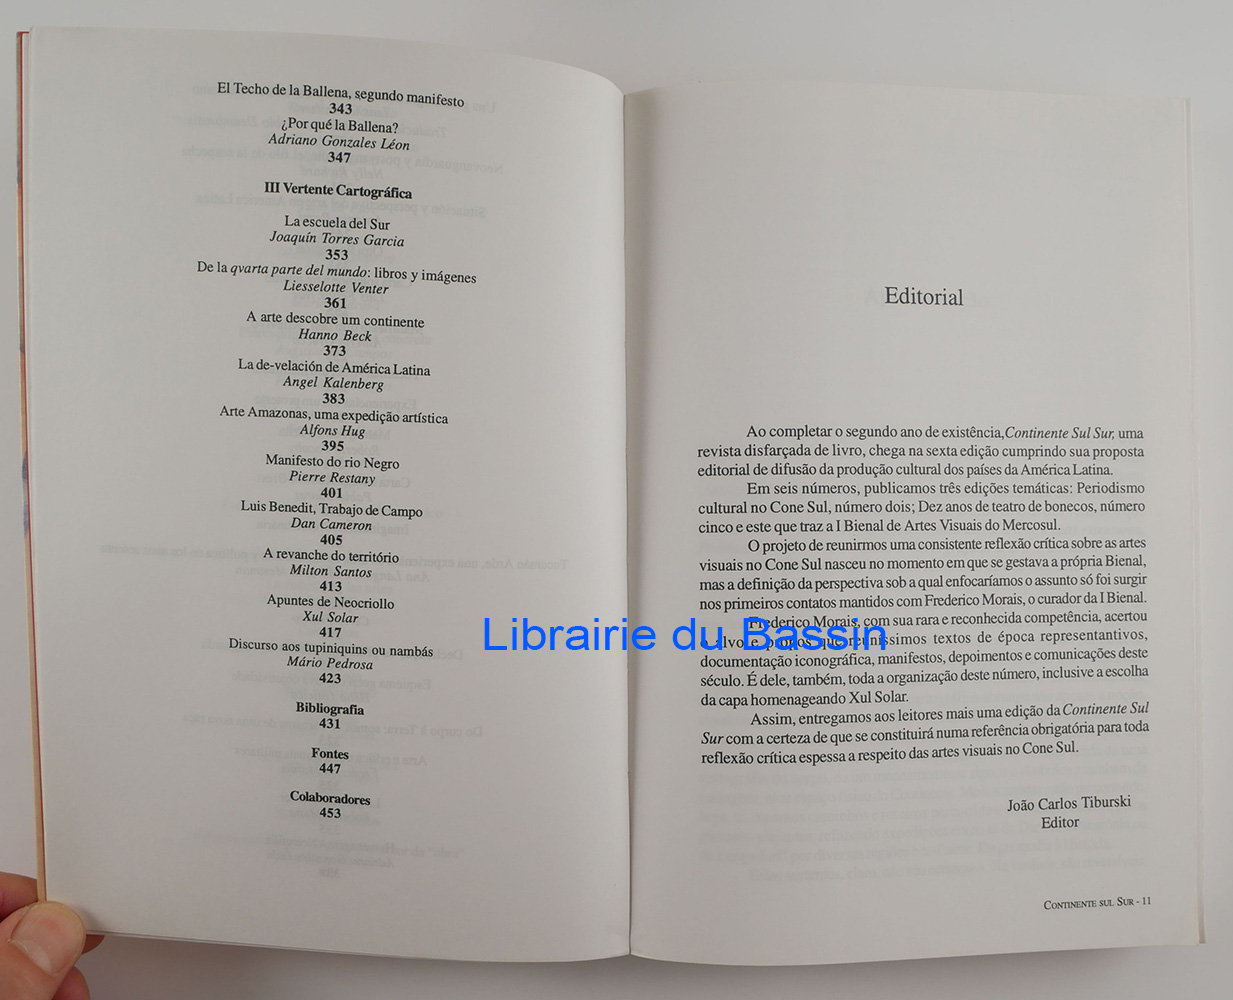 El Techo de la Ballena, segundo manifesto
343
¿Por qué la Ballena?
Adriano Gonzales Léon
347
III Vertente Cartográfica
La escuela del Sur
Joaquín Torres Garcia
353
De la qvarta parte del mundo: libros y imágenes
Liesselotte Venter
361
A arte descobre um continente
Hanno Beck
373
La de-velación de América Latina
Angel Kalenberg
383
Arte Amazonas, uma expedição artística
Alfons Hug
395
Manifesto do rio Negro
Pierre Restany
401
Luis Benedit, Trabajo de Campo
Dan Cameron
405
A revanche do território
Milton Santos
413
Apuntes de Neocriollo
Xul Solar
417
Discurso aos tupiniquins ou nambás
Mário Pedrosa
423
Bibliografia
431
Fontes
447
Colaboradores
453
Editorial
Ao completar o segundo ano de existência, Continente Sul Sur, uma
revista disfarçada de livro, chega na sexta edição cumprindo sua proposta
editorial de difusão da produção cultural dos países da América Latina.
Em seis números, publicamos três edições temáticas: Periodismo
cultural no Cone Sul, número dois; Dez anos de teatro de bonecos, número
cinco e este que traz a I Bienal de Artes Visuais do Mercosul.
O projeto de reunirmos uma consistente reflexão crítica sobre as artes
visuais no Cone Sul nasceu no momento em que se gestava a própria Bienal,
mas a definição da perspectiva sob a qual enfocaríamos o assunto só foi surgir
nos primeiros contatos mantidos com Frederico Morais, o curador da I Bienal.
Frederico Morais, com sua rara e reconhecida competência, acertou
o alvo e propôs que reuníssimos textos de época representantivos,
documentação iconográfica, manifestos, depoimentos e comunicações deste
século. É dele, também, toda a organização deste número, inclusive a escolha
da capa homenageando Xul Solar.
Assim, entregamos aos leitores mais uma edição da Continente Sul
Sur com a certeza de que se constituirá numa referência obrigatória para toda
reflexão crítica espessa a respeito das artes visuais no Cone Sul.
João Carlos Tiburski
Editor
CONTINENTE SUL SUR - 11
Librairie du Bassin